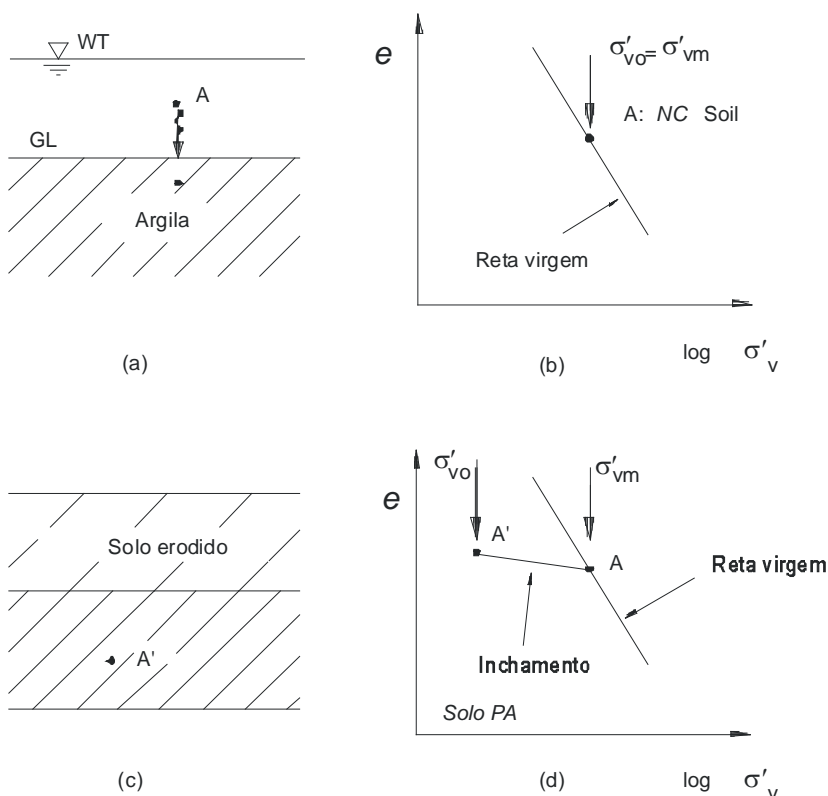 WT
A
GL
Argila
(a)
e
σ'vo= σ'vm
A: NC Soil
Reta virgem
log σ'v
(b)
Solo erodido
A'
(c)
e
σ'vo
σ'vm
A'
A
Reta virgem
Inchamento
Solo PA
log σ'v
(d)